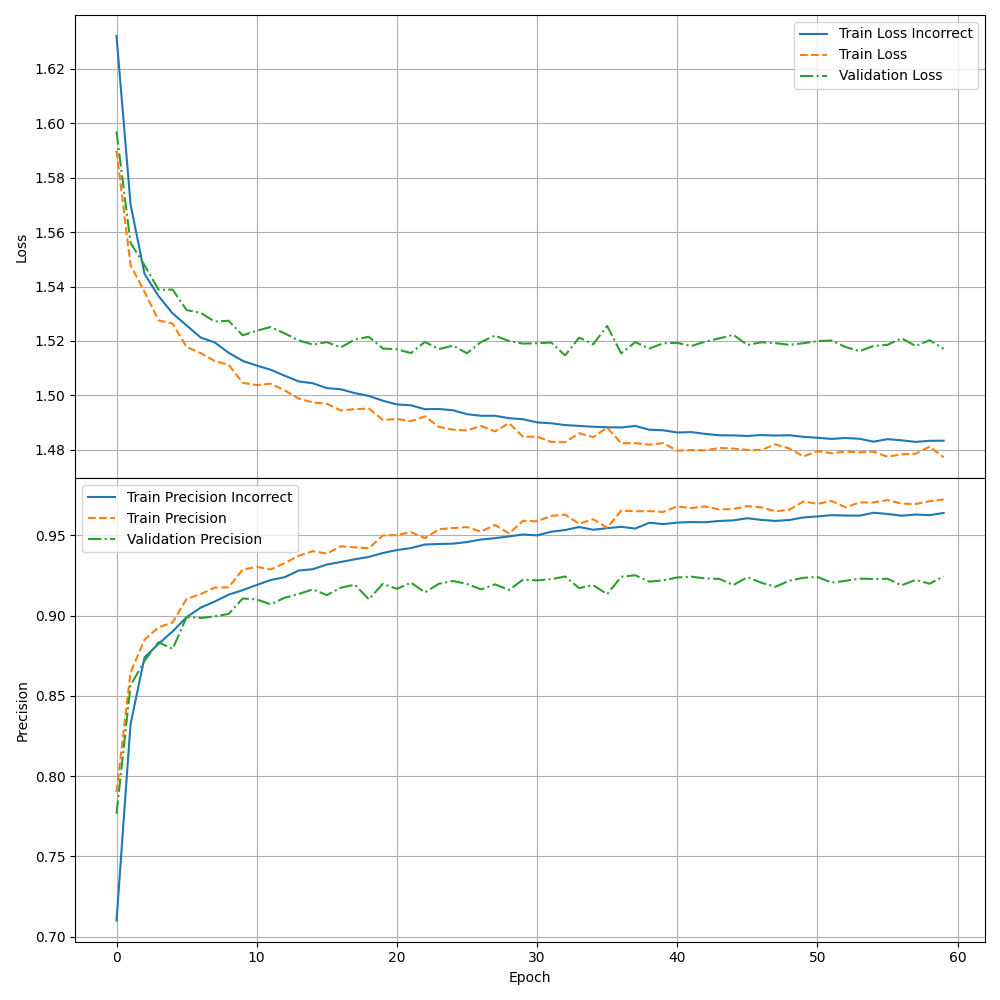 Train Loss Incorrect
Train Loss
Validation Loss
1.62
1.60
1.58
1.56
1.54
1.52
1.50
1.48
Loss
Train Precision Incorrect
Train Precision
Validation Precision
0.95
0.90
0.85
0.80
0.75
0.70
Precision
0 10 20 30 40 50 60
Epoch